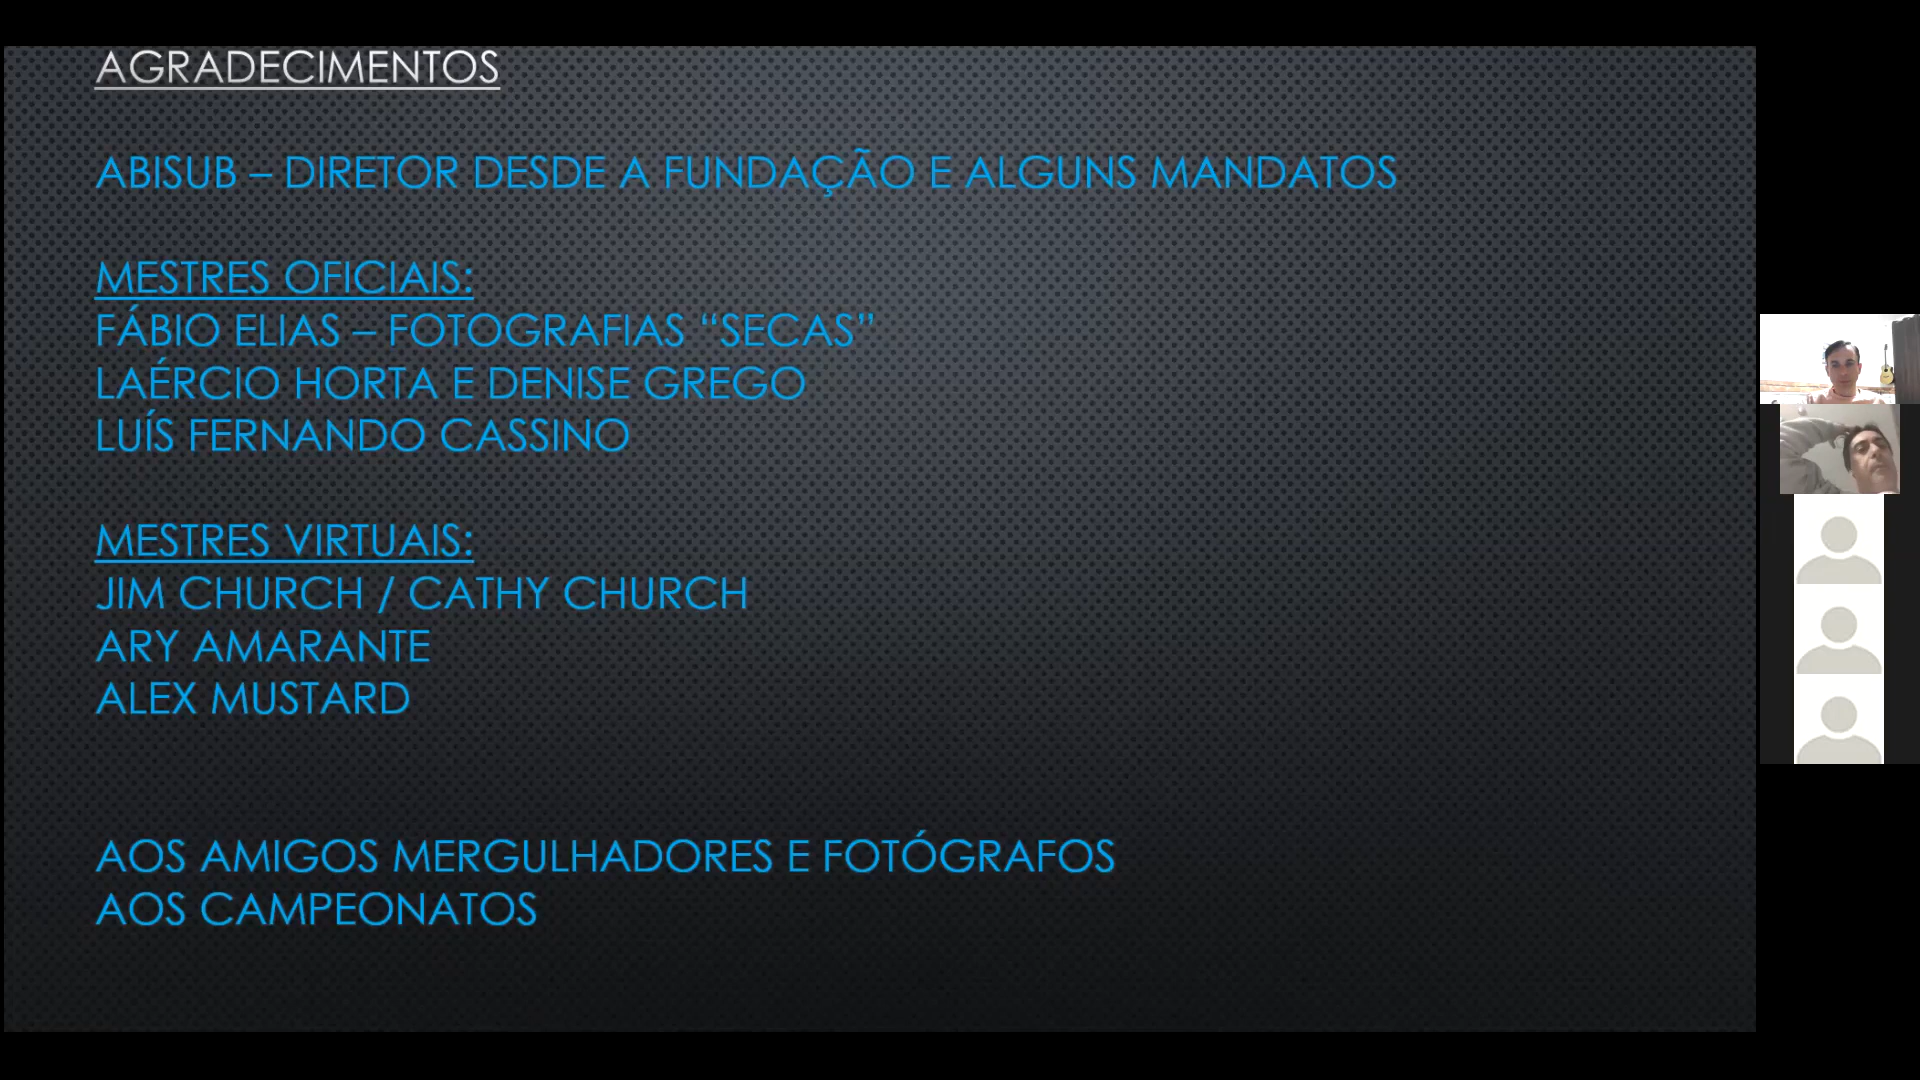 AGRADECIMENTOS
ABISUB – DIRETOR DESDE A FUNDAÇÃO E ALGUNS MANDATOS
MESTRES OFICIAIS:
FÁBIO ELIAS – FOTOGRAFIAS “SECAS”
LAÉRCIO HORTA E DENISE GREGO
LUÍS FERNANDO CASSINO
MESTRES VIRTUAIS:
JIM CHURCH / CATHY CHURCH
ARY AMARANTE
ALEX MUSTARD
AOS AMIGOS MERGULHADORES E FOTÓGRAFOS
AOS CAMPEONATOS